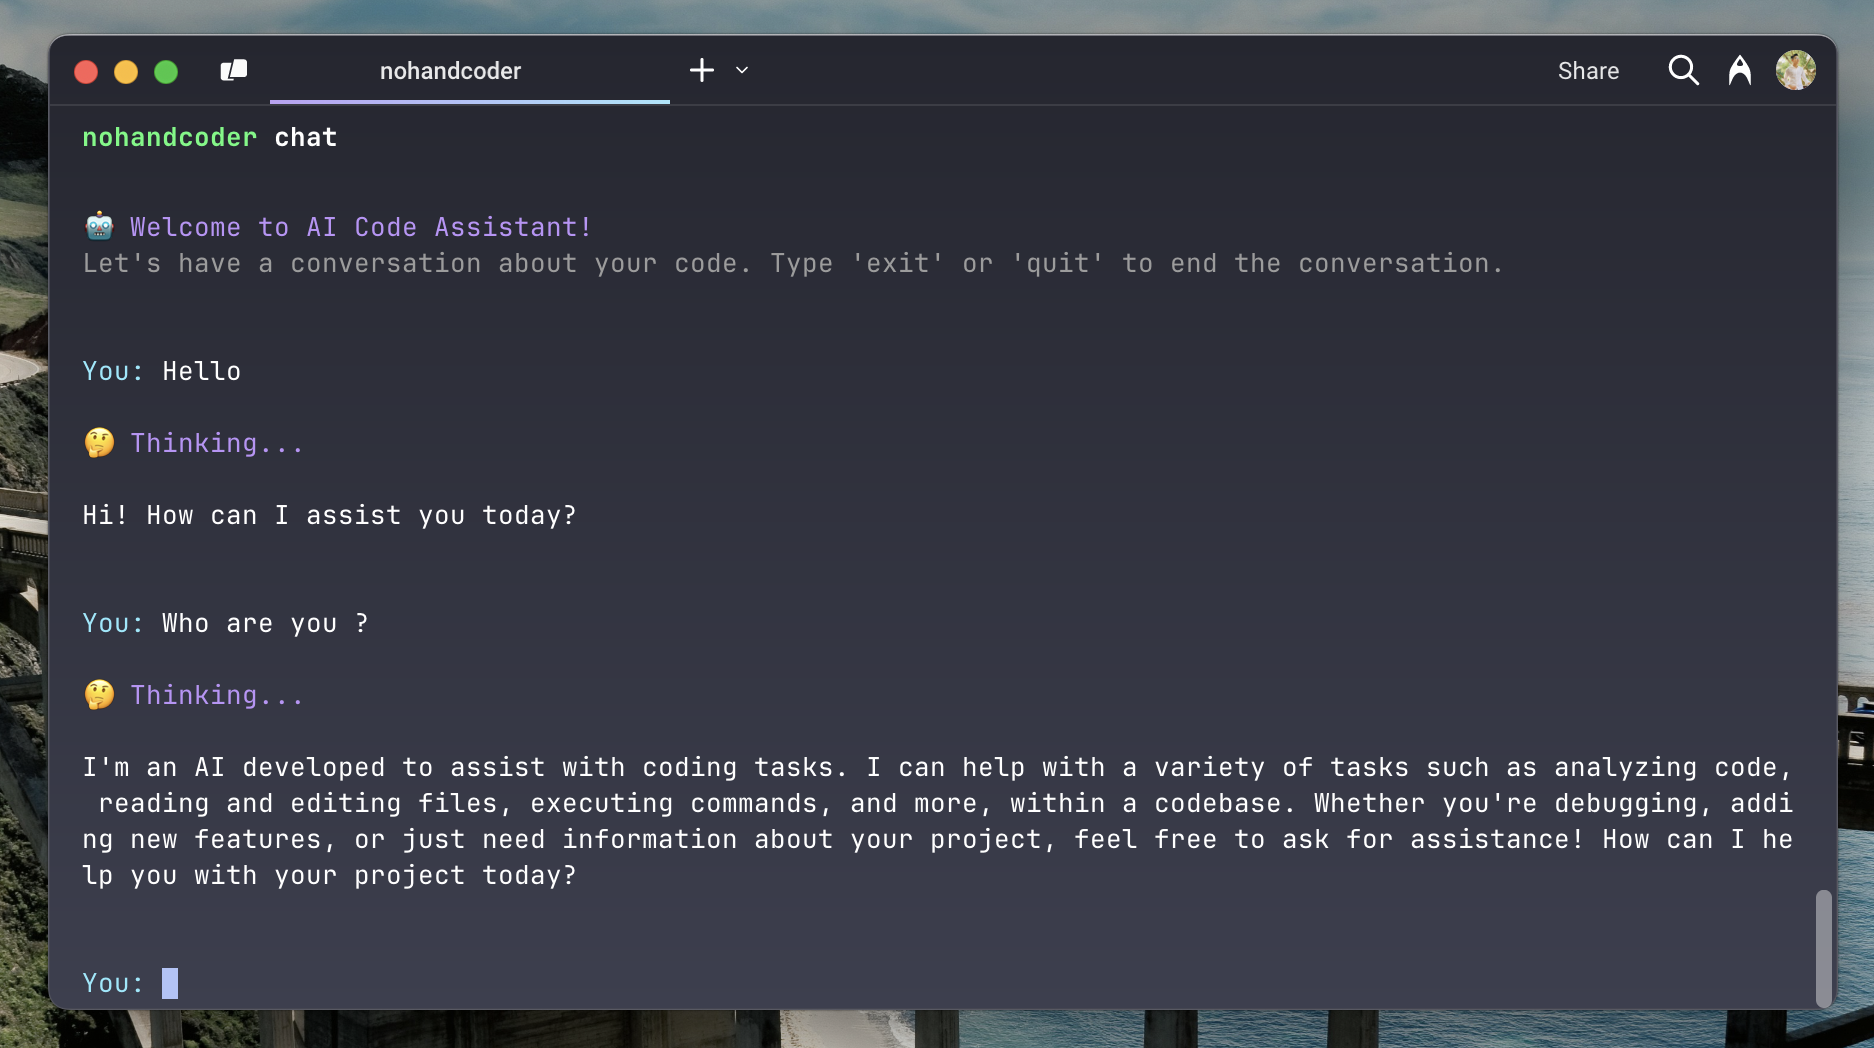 nohandcoder
Share
nohandcoder chat
🤖 Welcome to AI Code Assistant!
Let's have a conversation about your code. Type 'exit' or 'quit' to end the conversation.
You: Hello
🤔 Thinking...
Hi! How can I assist you today?
You: Who are you ?
🤔 Thinking...
I'm an AI developed to assist with coding tasks. I can help with a variety of tasks such as analyzing code,
 reading and editing files, executing commands, and more, within a codebase. Whether you're debugging, addi
ng new features, or just need information about your project, feel free to ask for assistance! How can I he
lp you with your project today?
You: